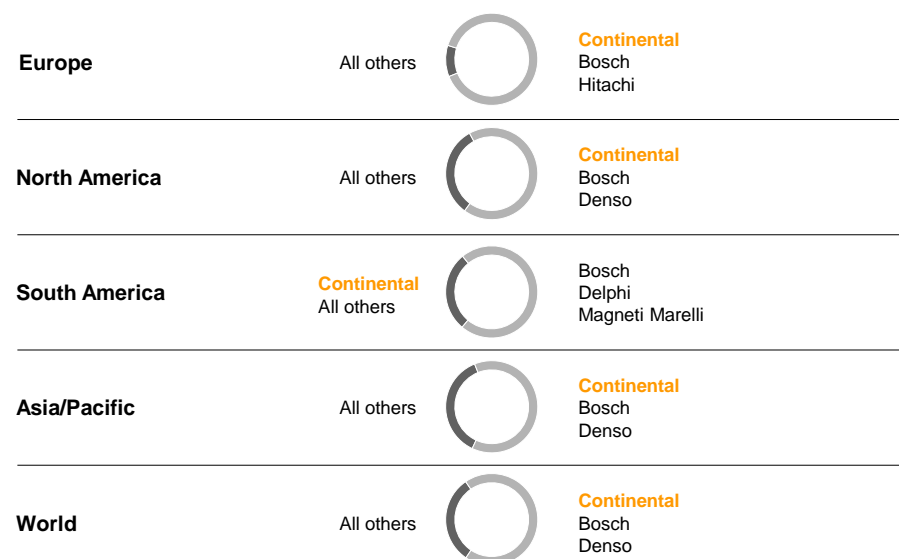 Europe
All others
Continental
Bosch
Hitachi
North America
All others
Continental
Bosch
Denso
South America
Continental
All others
Bosch
Delphi
Magneti Marelli
Asia/Pacific
All others
Continental
Bosch
Denso
World
All others
Continental
Bosch
Denso